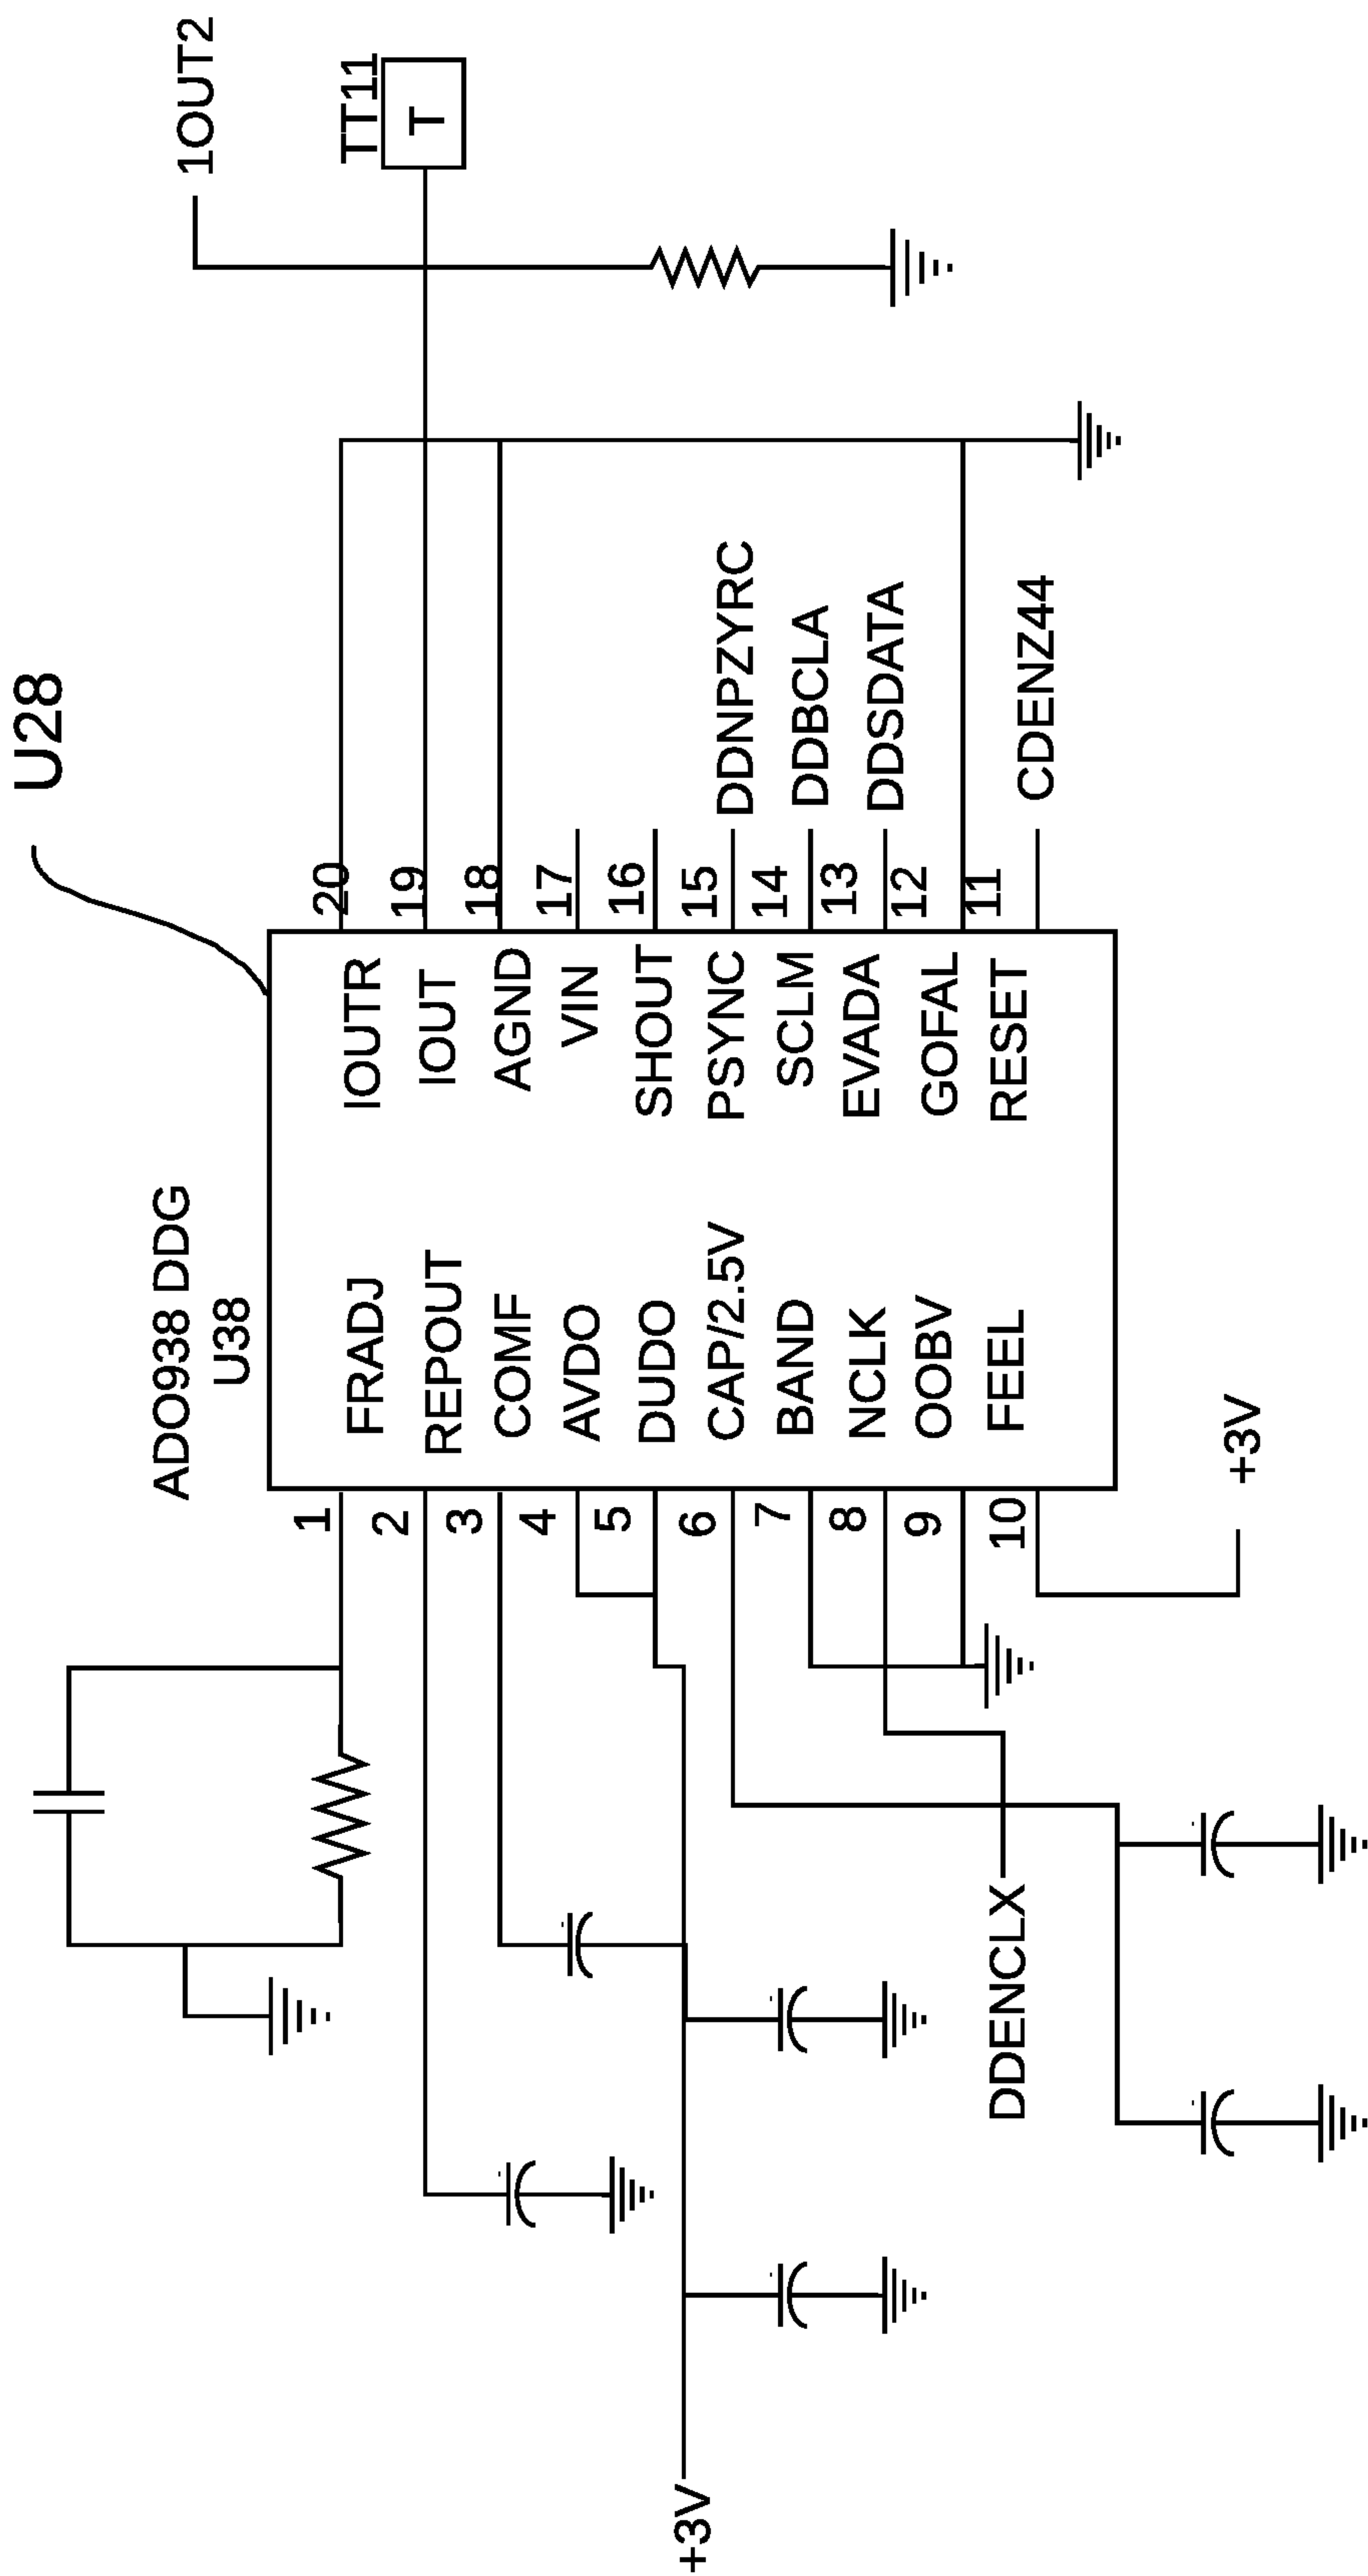 U28
ADO938 DDG
U38
1OUT2
TT11
T
1 FRADJ IOUTR 20
2 REPOUT IOUT 19
3 COMF AGND 18
4 AVDO VIN 17
5 DUDO SHOUT 16
6 CAP/2.5V PSYNC 15 DDNPZYRC
7 BAND SCLM 14 DDBCLA
8 NCLK EVADA 13 DDSDATA
9 OOBV GOFAL 12
10 FEEL RESET 11 CDENZ44
+3V
DDENCLX
+3V